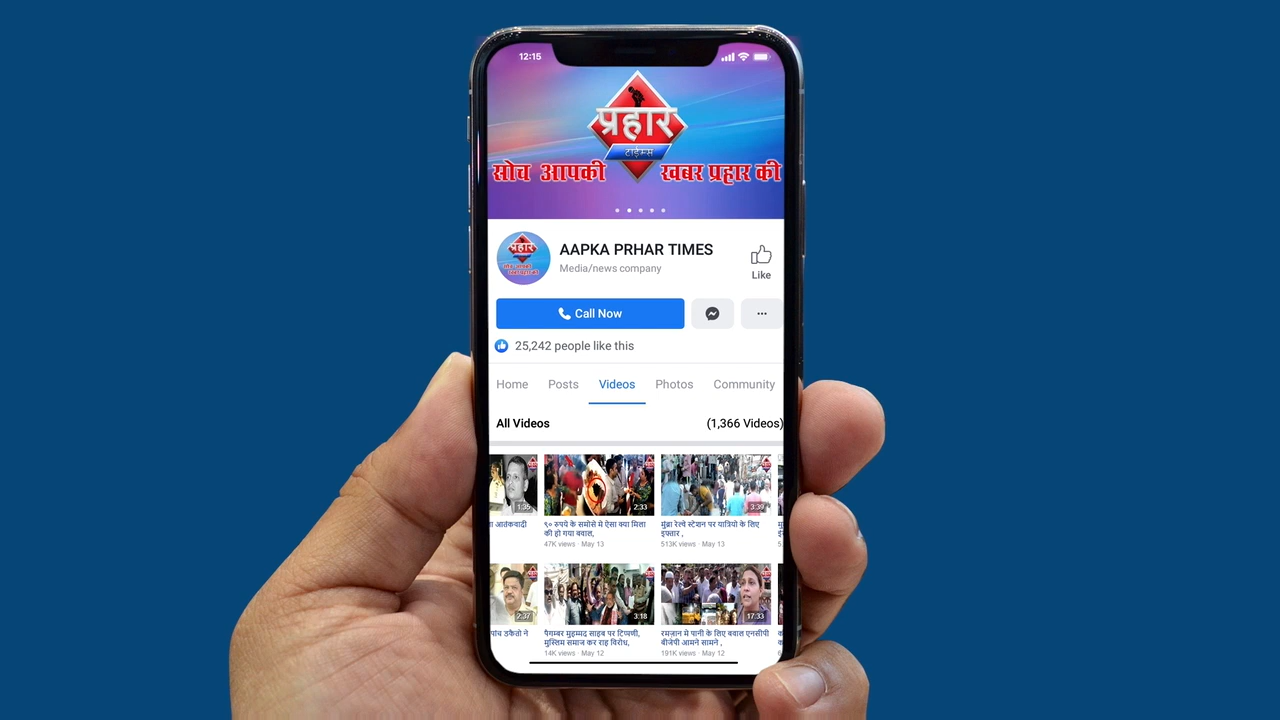 12:15
प्रहार
टाईम्स
सोच आपकी खबर प्रहार की
प्रहार
AAPKA PRHAR TIMES
Media/news company
Like
Call Now
25,242 people like this
Home Posts Videos Photos Community
All Videos (1,366 Videos)
1:35 2:33 3:39
आतंकवादी
९० रुपये के समोसे मे ऐसा क्या मिला
की हो गया बवाल,
47K views · May 13
मुंब्रा रेल्वे स्टेशन पर यात्रियो के लिए
इफ्तार ,
513K views · May 13
2:37 3:18 17:33
पांच डकैतो ने
पैगम्बर मुहम्मद साहब पर टिप्पणी,
मुस्लिम समाज कर राह विरोध,
14K views · May 12
रमज़ान मे पानी के लिए बवाल एनसीपी
बीजेपी आमने सामने ,
191K views · May 12